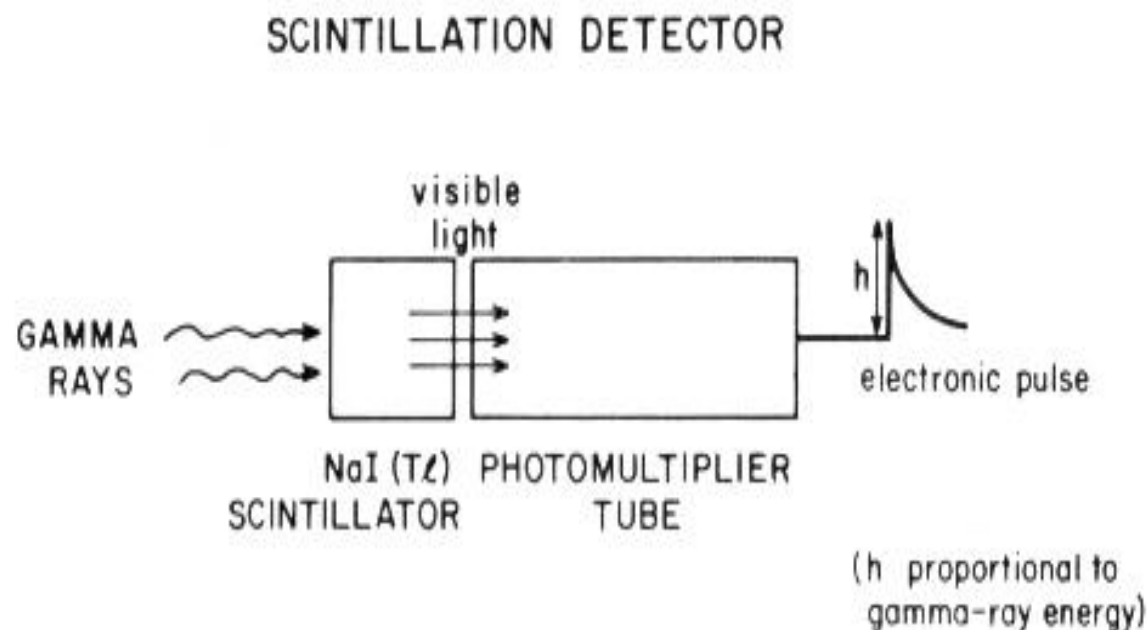 SCINTILLATION DETECTOR
visible
light
GAMMA
RAYS
h
electronic pulse
NaI (Tℓ)
SCINTILLATOR
PHOTOMULTIPLIER
TUBE
(h proportional to
gamma-ray energy)